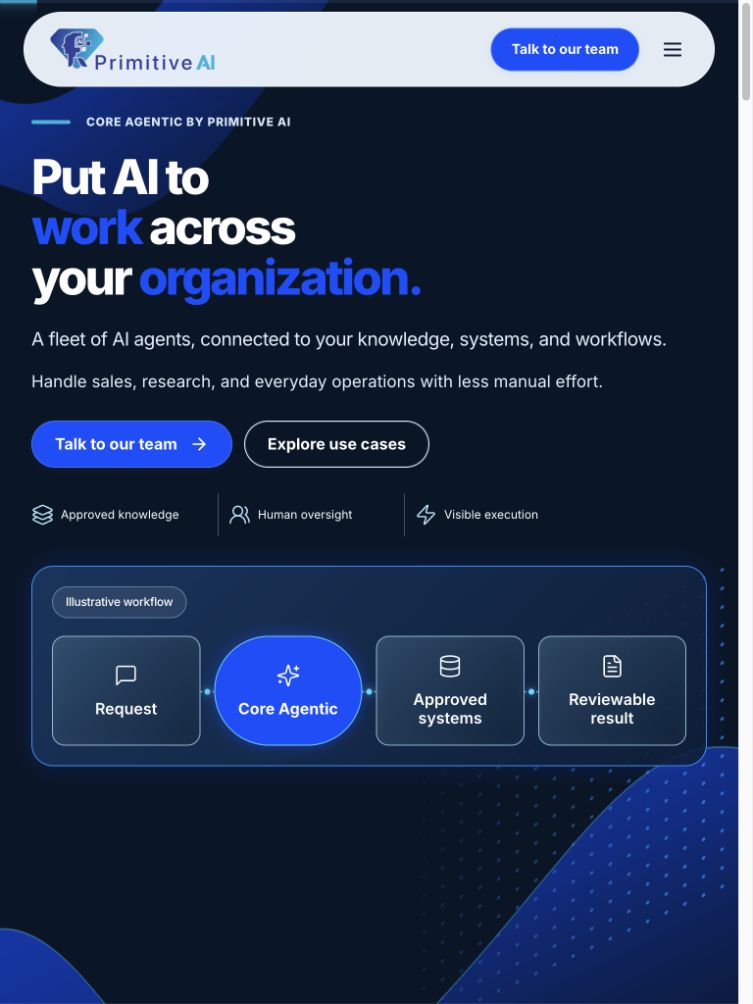 Primitive AI
Talk to our team
CORE AGENTIC BY PRIMITIVE AI
Put AI to
work across
your organization.
A fleet of AI agents, connected to your knowledge, systems, and workflows.
Handle sales, research, and everyday operations with less manual effort.
Talk to our team
Explore use cases
Approved knowledge
Human oversight
Visible execution
Illustrative workflow
Request
Core Agentic
Approved
systems
Reviewable
result